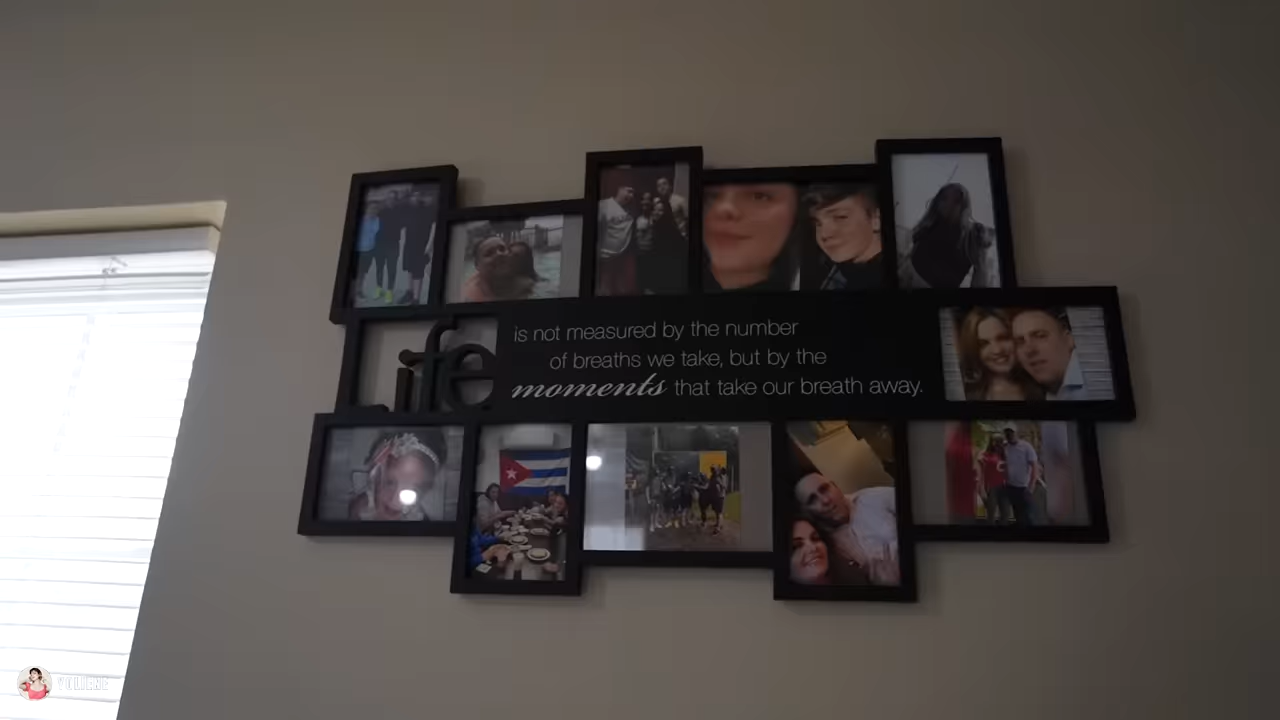 Life
is not measured by the number
of breaths we take, but by the
moments that take our breath away.
YOLIENE